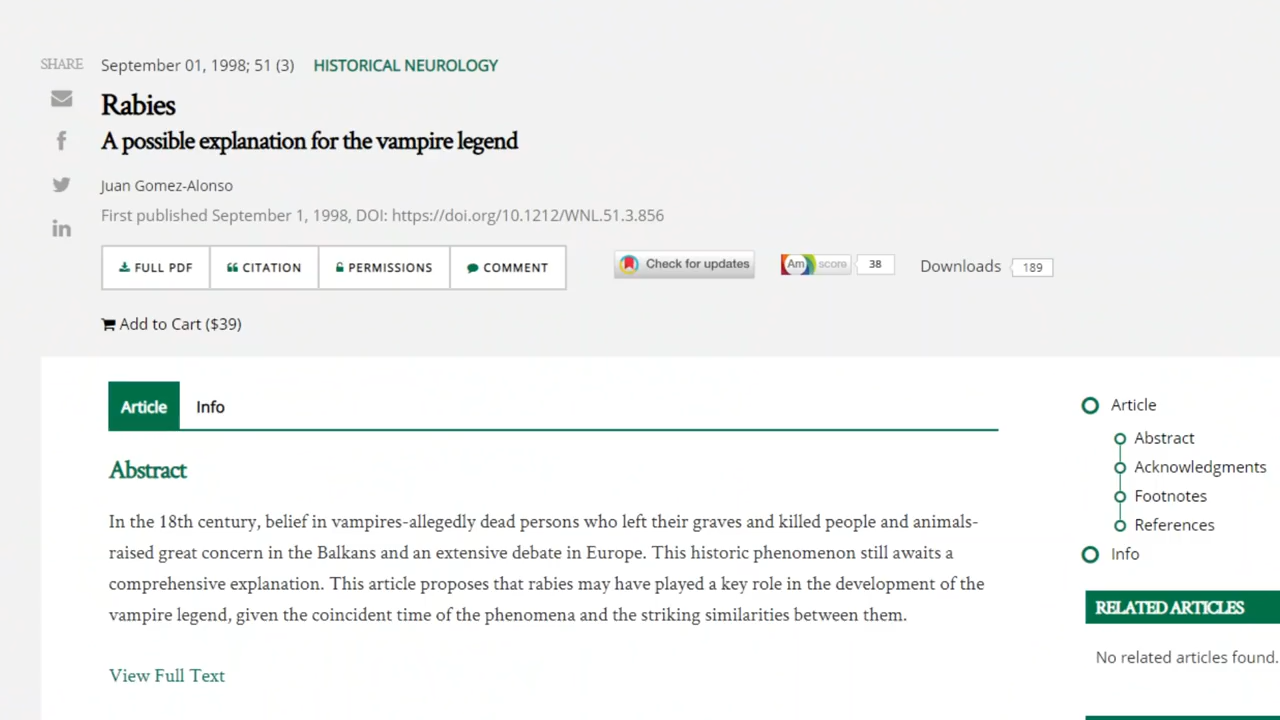 SHARE
September 01, 1998; 51 (3) HISTORICAL NEUROLOGY
Rabies
A possible explanation for the vampire legend
Juan Gomez-Alonso
First published September 1, 1998, DOI: https://doi.org/10.1212/WNL.51.3.856
FULL PDF CITATION PERMISSIONS COMMENT
Check for updates
Am score 38
Downloads 189
Add to Cart ($39)
Article Info
Abstract
In the 18th century, belief in vampires-allegedly dead persons who left their graves and killed people and animals-
raised great concern in the Balkans and an extensive debate in Europe. This historic phenomenon still awaits a
comprehensive explanation. This article proposes that rabies may have played a key role in the development of the
vampire legend, given the coincident time of the phenomena and the striking similarities between them.
View Full Text
Article
Abstract
Acknowledgments
Footnotes
References
Info
RELATED ARTICLES
No related articles found.